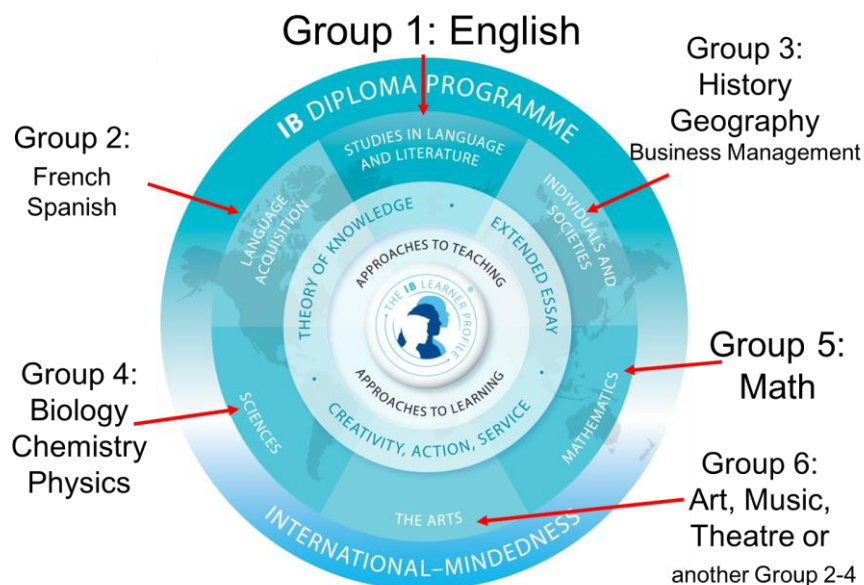 Group 1: English
Group 3:
History
Geography
Business Management
Group 2:
French
Spanish
IB DIPLOMA PROGRAMME
STUDIES IN LANGUAGE
AND LITERATURE
LANGUAGE
ACQUISITION
INDIVIDUALS AND
SOCIETIES
THEORY OF KNOWLEDGE
EXTENDED ESSAY
APPROACHES TO TEACHING
THE IB LEARNER PROFILE
®
APPROACHES TO LEARNING
CREATIVITY, ACTION, SERVICE
Group 4:
Biology
Chemistry
Physics
SCIENCES
MATHEMATICS
Group 5:
Math
THE ARTS
Group 6:
Art, Music,
Theatre or
another Group 2-4
INTERNATIONAL–MINDEDNESS